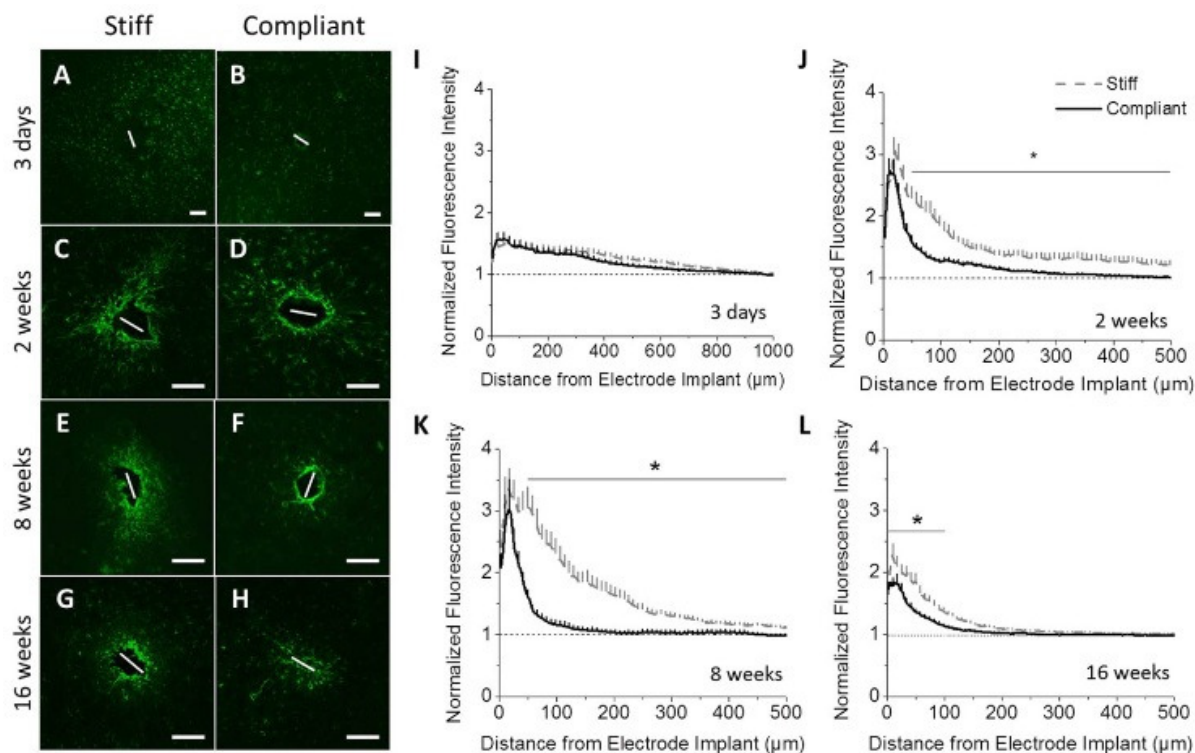 Stiff Compliant
3 days
A B
2 weeks
C D
8 weeks
E F
16 weeks
G H
I
Normalized Fluorescence Intensity
4
3
2
1
0
0 200 400 600 800 1000
3 days
Distance from Electrode Implant (µm)
J
Normalized Fluorescence Intensity
4
3
2
1
0
Stiff
Compliant
*
2 weeks
0 100 200 300 400 500
Distance from Electrode Implant (µm)
K
Normalized Fluorescence Intensity
4
3
2
1
0
*
8 weeks
0 100 200 300 400 500
Distance from Electrode Implant (µm)
L
Normalized Fluorescence Intensity
4
3
2
1
0
*
16 weeks
0 100 200 300 400 500
Distance from Electrode Implant (µm)